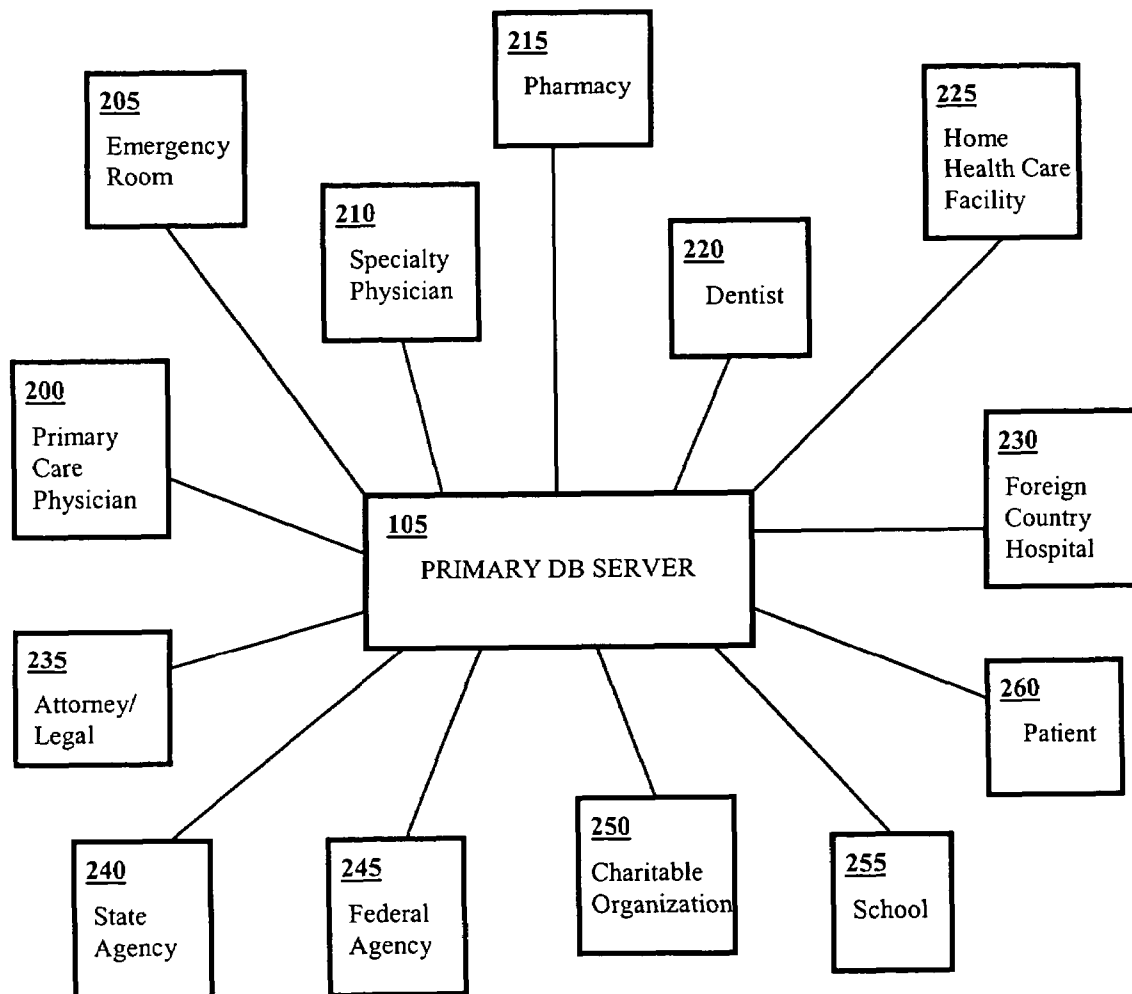 215
Pharmacy
205
Emergency
Room
225
Home
Health Care
Facility
210
Specialty
Physician
220
Dentist
200
Primary
Care
Physician
230
Foreign
Country
Hospital
105
PRIMARY DB SERVER
235
Attorney/
Legal
260
Patient
240
State
Agency
245
Federal
Agency
250
Charitable
Organization
255
School